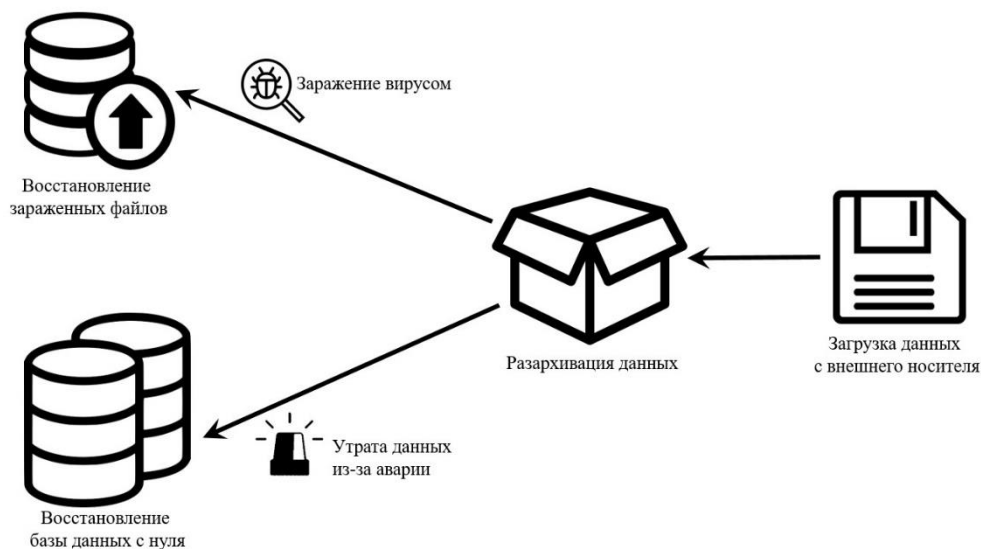 Заражение вирусом
Восстановление
зараженных файлов
Разархивация данных
Загрузка данных
с внешнего носителя
Утрата данных
из-за аварии
Восстановление
базы данных с нуля